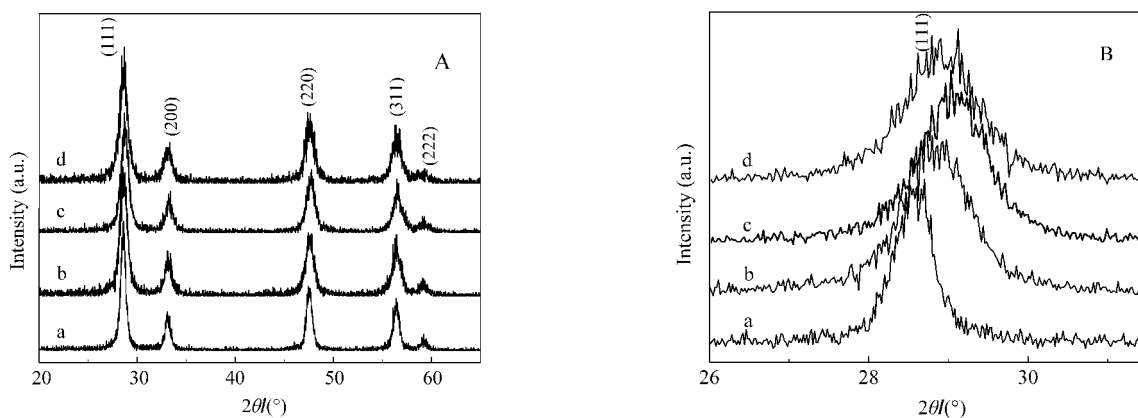 A
(111)
(200)
(220)
(311)
(222)
d
c
b
a
Intensity (a.u.)
20 30 40 50 60
2θ/(°)
B
(111)
d
c
b
a
Intensity (a.u.)
26 28 30
2θ/(°)